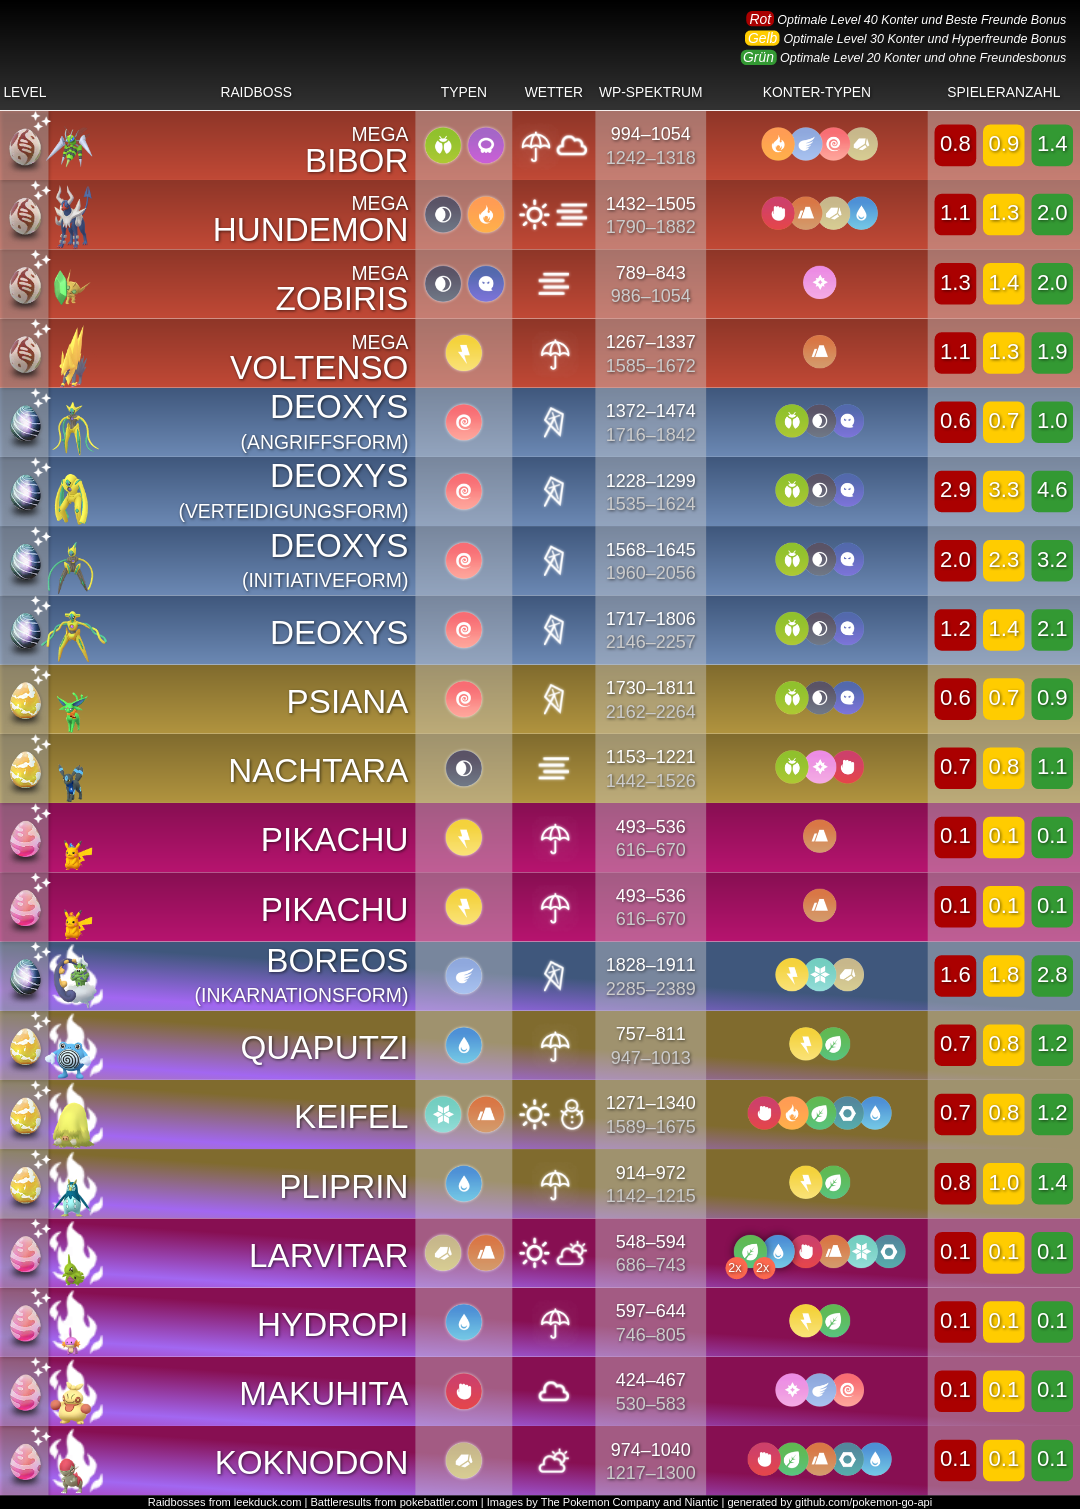 Rot Optimale Level 40 Konter und Beste Freunde Bonus
Gelb Optimale Level 30 Konter und Hyperfreunde Bonus
Grün Optimale Level 20 Konter und ohne Freundesbonus
LEVEL RAIDBOSS TYPEN WETTER WP-SPEKTRUM KONTER-TYPEN SPIELERANZAHL
MEGA
BIBOR
994–1054
1242–1318
0.8 0.9 1.4
MEGA
HUNDEMON
1432–1505
1790–1882
1.1 1.3 2.0
MEGA
ZOBIRIS
789–843
986–1054
1.3 1.4 2.0
MEGA
VOLTENSO
1267–1337
1585–1672
1.1 1.3 1.9
DEOXYS
(ANGRIFFSFORM)
1372–1474
1716–1842
0.6 0.7 1.0
DEOXYS
(VERTEIDIGUNGSFORM)
1228–1299
1535–1624
2.9 3.3 4.6
DEOXYS
(INITIATIVEFORM)
1568–1645
1960–2056
2.0 2.3 3.2
DEOXYS
1717–1806
2146–2257
1.2 1.4 2.1
PSIANA
1730–1811
2162–2264
0.6 0.7 0.9
NACHTARA
1153–1221
1442–1526
0.7 0.8 1.1
PIKACHU
493–536
616–670
0.1 0.1 0.1
PIKACHU
493–536
616–670
0.1 0.1 0.1
BOREOS
(INKARNATIONSFORM)
1828–1911
2285–2389
1.6 1.8 2.8
QUAPUTZI
757–811
947–1013
0.7 0.8 1.2
KEIFEL
1271–1340
1589–1675
0.7 0.8 1.2
PLIPRIN
914–972
1142–1215
0.8 1.0 1.4
LARVITAR
548–594
686–743
2x 2x
0.1 0.1 0.1
HYDROPI
597–644
746–805
0.1 0.1 0.1
MAKUHITA
424–467
530–583
0.1 0.1 0.1
KOKNODON
974–1040
1217–1300
0.1 0.1 0.1
Raidbosses from leekduck.com | Battleresults from pokebattler.com | Images by The Pokemon Company and Niantic | generated by github.com/pokemon-go-api